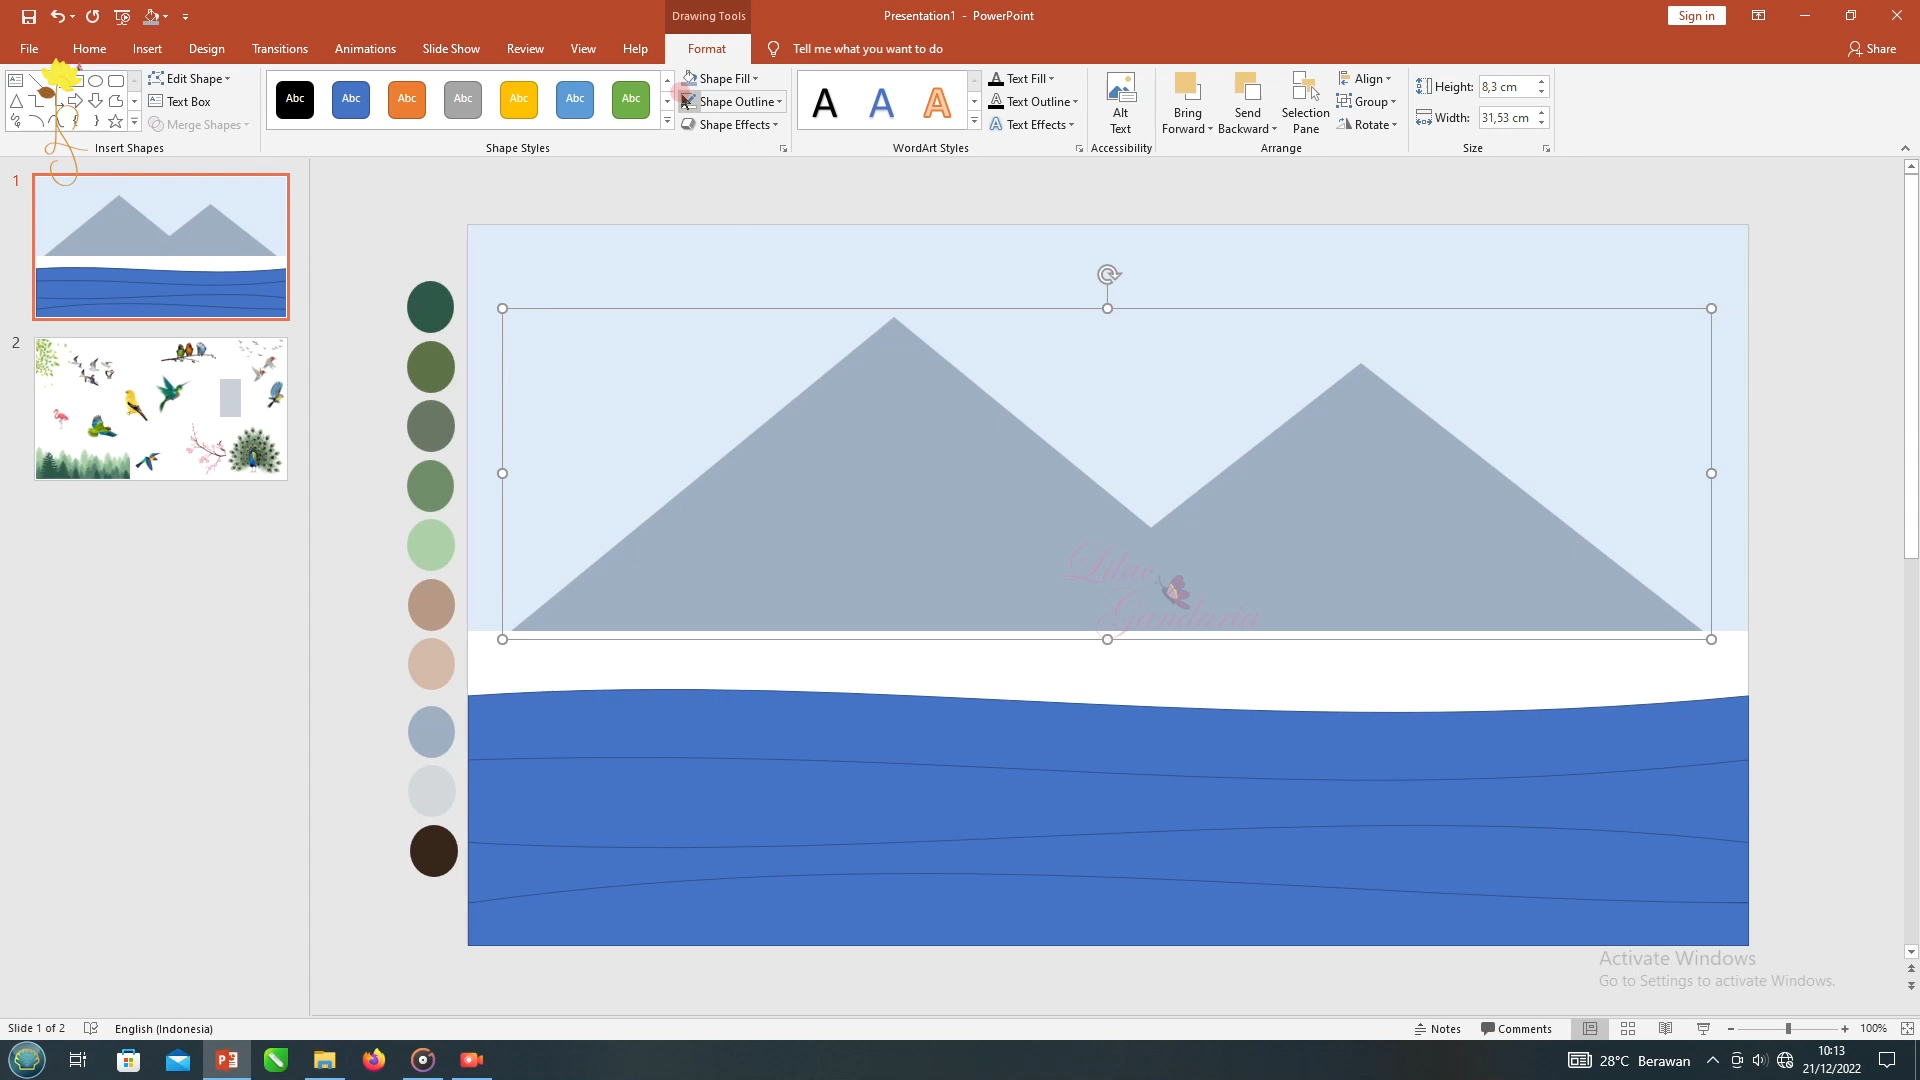 Drawing Tools
Presentation1 - PowerPoint
Sign in
File
Home
Insert
Design
Transitions
Animations
Slide Show
Review
View
Help
Format
Tell me what you want to do
Share
Edit Shape
Text Box
Merge Shapes
Insert Shapes
Abc
Abc
Abc
Abc
Abc
Abc
Abc
Shape Fill
Shape Outline
Shape Effects
Shape Styles
A
A
A
Text Fill
Text Outline
Text Effects
WordArt Styles
Alt
Text
Accessibility
Bring
Forward
Send
Backward
Selection
Pane
Align
Group
Rotate
Arrange
Height: 8,3 cm
Width: 31,53 cm
Size
1
2
Gandaria
Activate Windows
Go to Settings to activate Windows.
Slide 1 of 2
English (Indonesia)
Notes
Comments
100%
28°C Berawan
10:13
21/12/2022